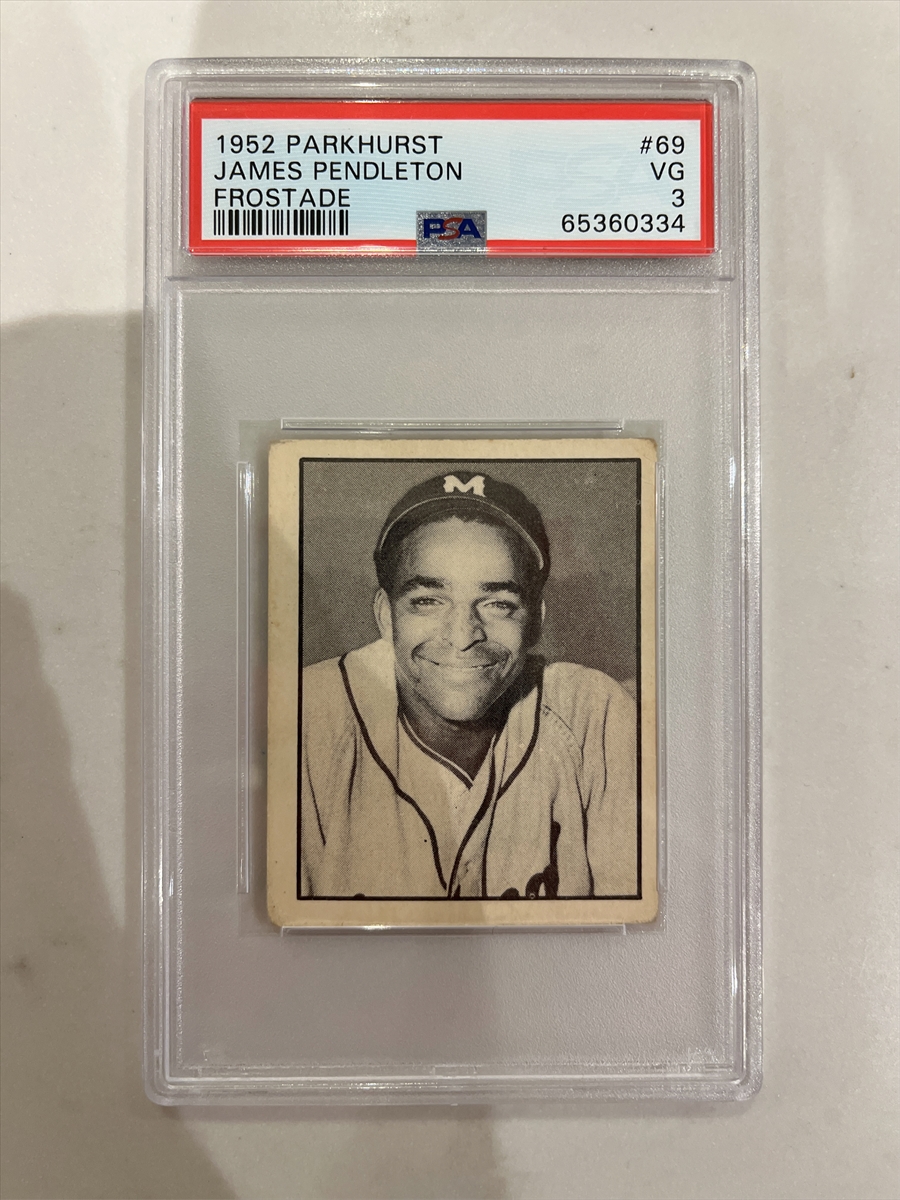 1952 PARKHURST #69
JAMES PENDLETON VG
FROSTADE 3
PSA 65360334
M